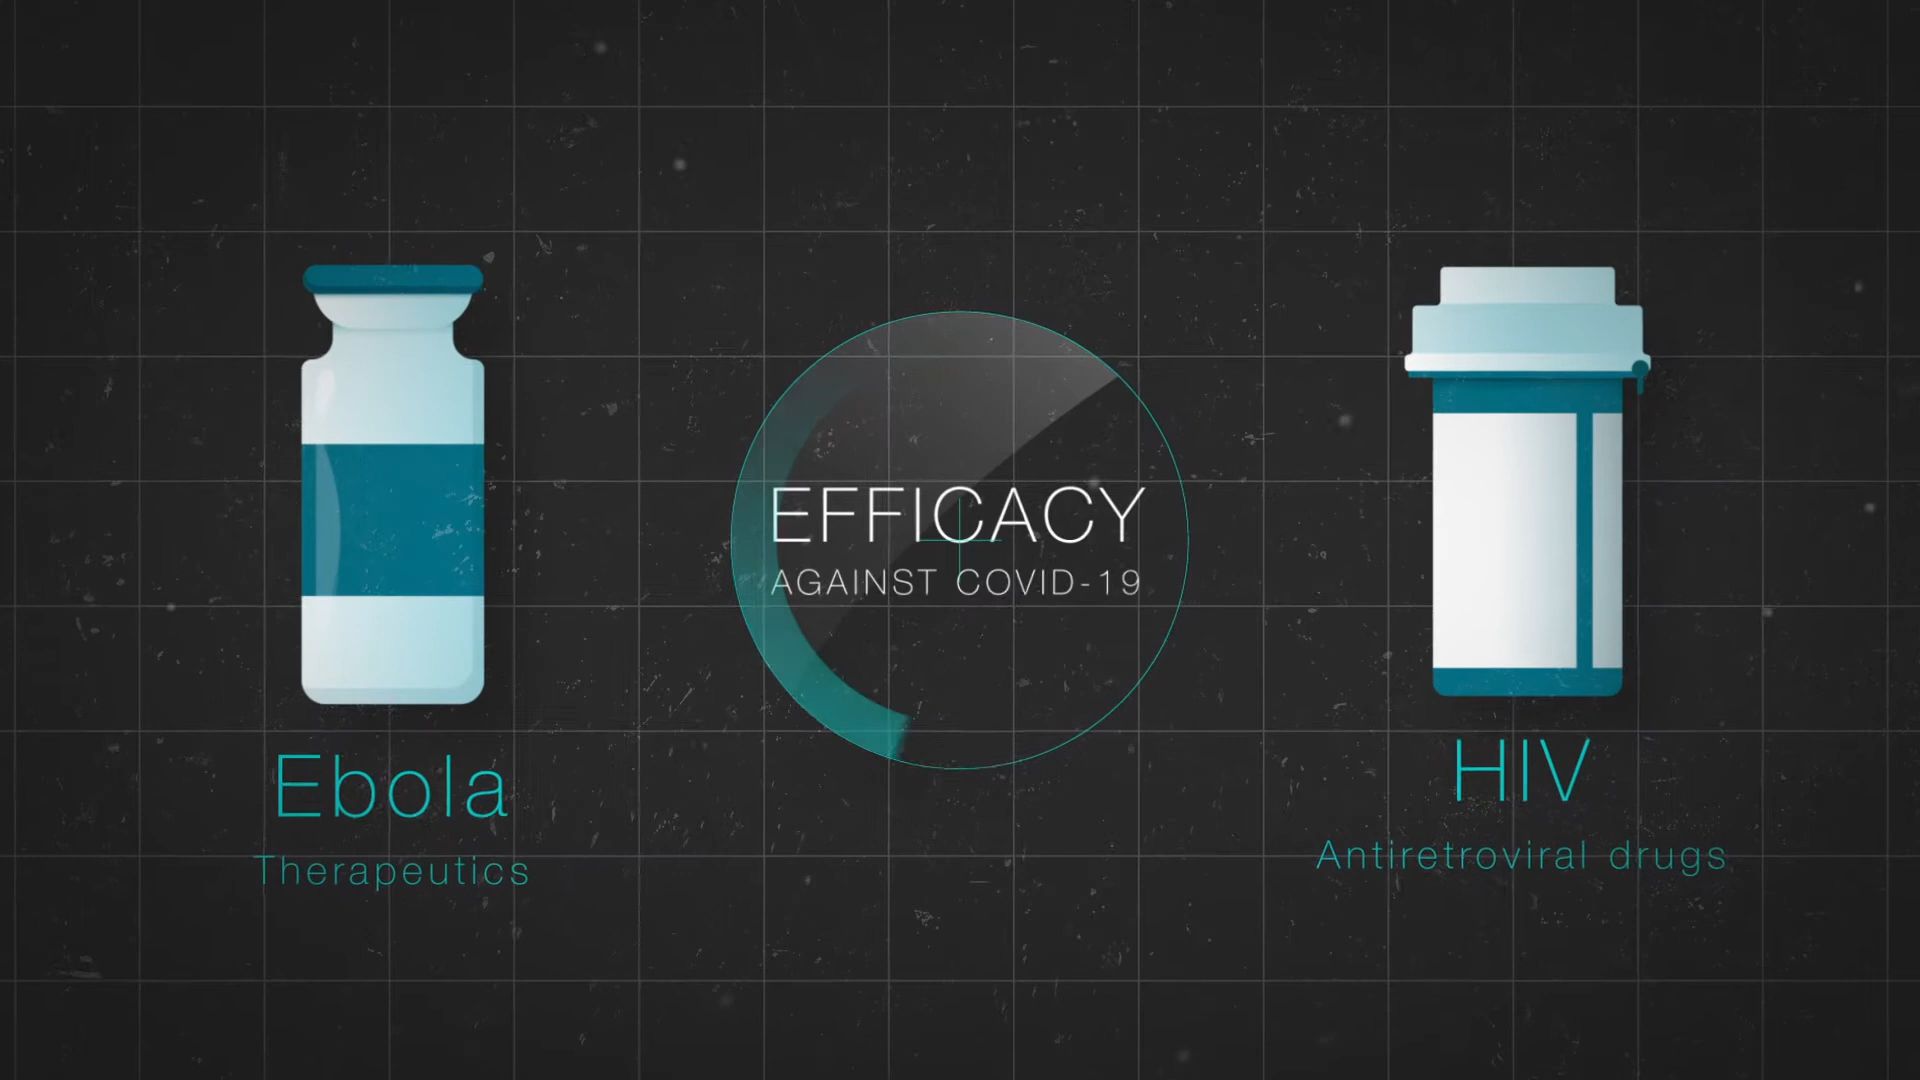 Ebola
Therapeutics
EFFICACY
AGAINST COVID-19
HIV
Antiretroviral drugs